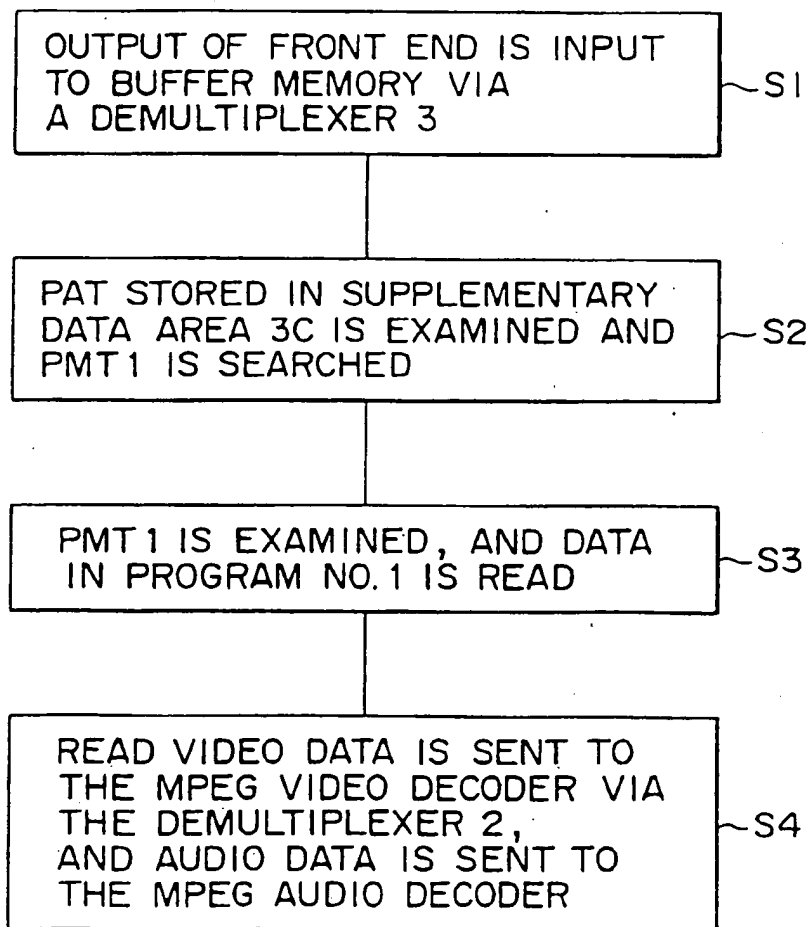 OUTPUT OF FRONT END IS INPUT
TO BUFFER MEMORY VIA
A DEMULTIPLEXER 3
S1
PAT STORED IN SUPPLEMENTARY
DATA AREA 3C IS EXAMINED AND
PMT1 IS SEARCHED
S2
PMT1 IS EXAMINED, AND DATA
IN PROGRAM NO.1 IS READ
S3
READ VIDEO DATA IS SENT TO
THE MPEG VIDEO DECODER VIA
THE DEMULTIPLEXER 2,
AND AUDIO DATA IS SENT TO
THE MPEG AUDIO DECODER
S4